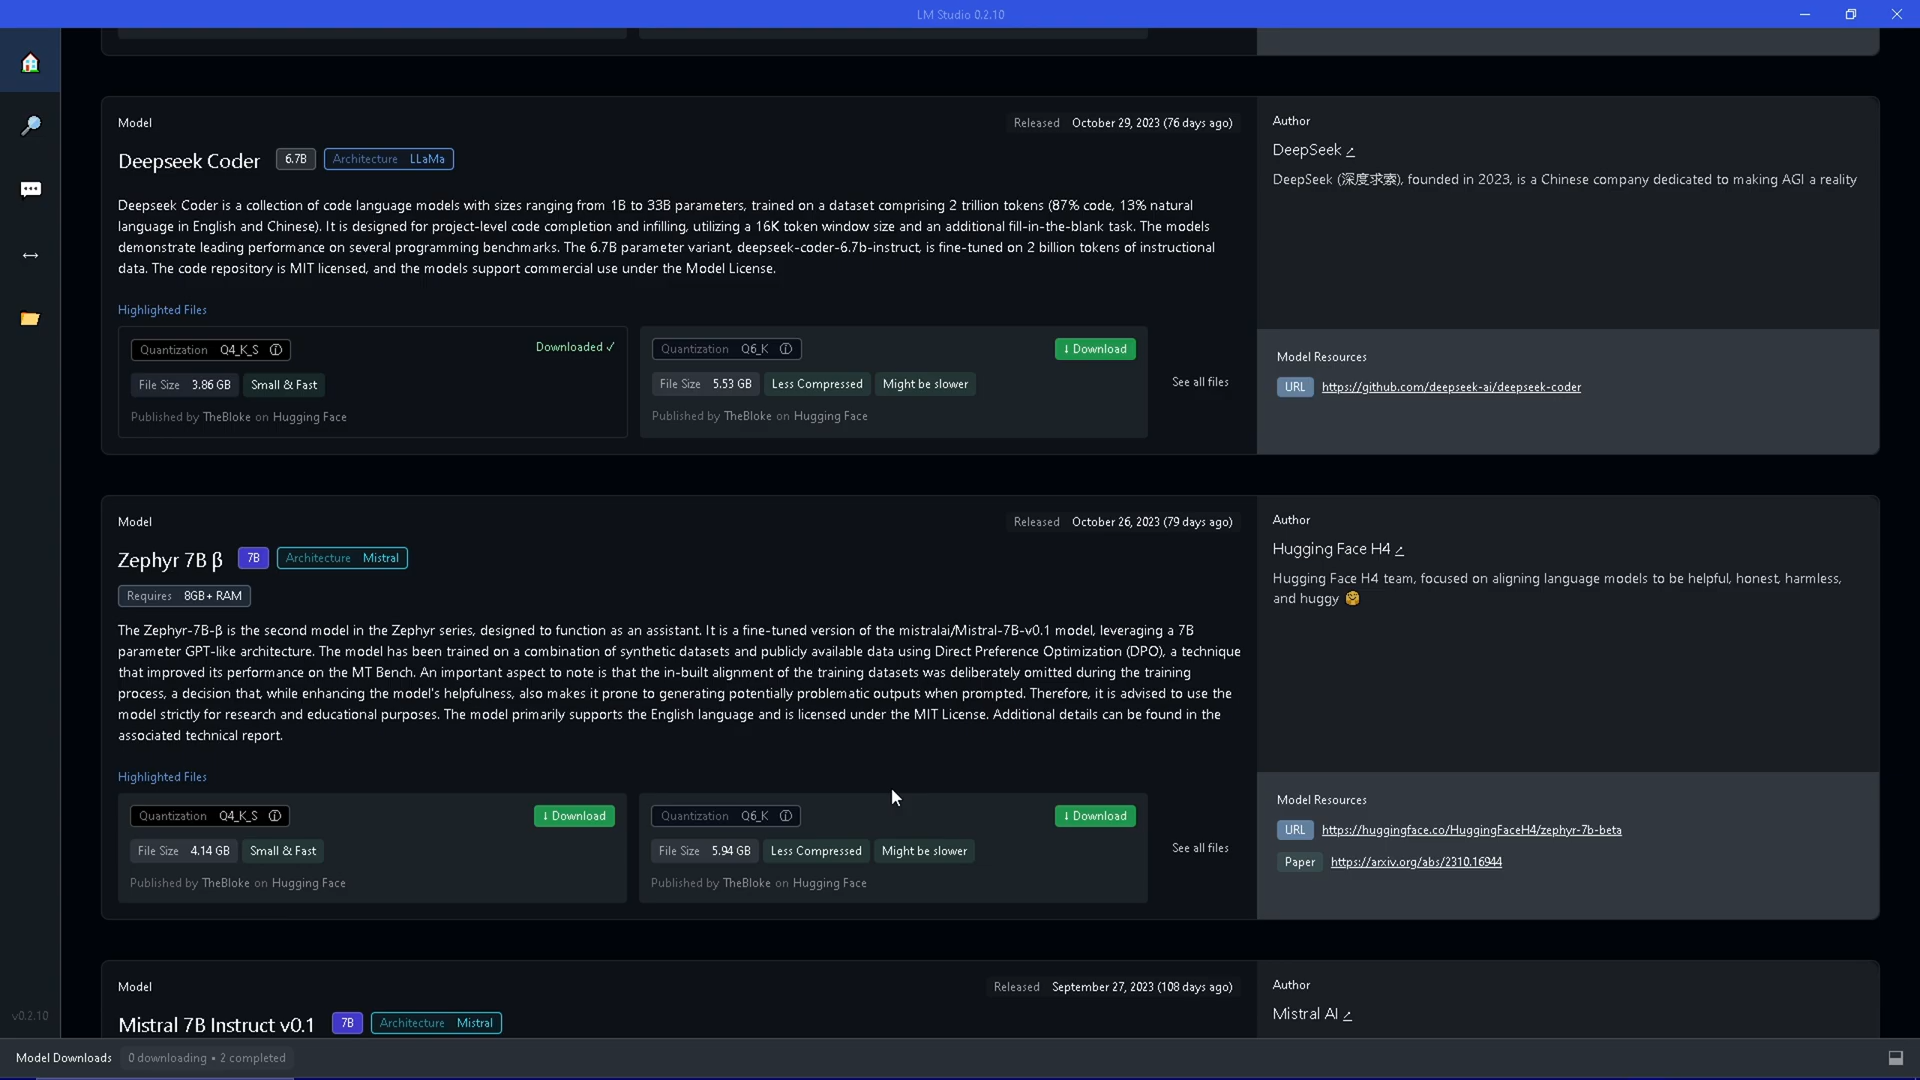 LM Studio 0.2.10
Model
Released October 29, 2023 (76 days ago)
Deepseek Coder 6.7B Architecture LLaMa
Deepseek Coder is a collection of code language models with sizes ranging from 1B to 33B parameters, trained on a dataset comprising 2 trillion tokens (87% code, 13% natural
language in English and Chinese). It is designed for project-level code completion and infilling, utilizing a 16K token window size and an additional fill-in-the-blank task. The models
demonstrate leading performance on several programming benchmarks. The 6.7B parameter variant, deepseek-coder-6.7b-instruct, is fine-tuned on 2 billion tokens of instructional
data. The code repository is MIT licensed, and the models support commercial use under the Model License.
Highlighted Files
Quantization Q4_K_S ⓘ Downloaded ✓
File Size 3.86 GB Small & Fast
Published by TheBloke on Hugging Face
Quantization Q6_K ⓘ ↓ Download
File Size 5.53 GB Less Compressed Might be slower
Published by TheBloke on Hugging Face
See all files
Author
DeepSeek
DeepSeek (深度求索), founded in 2023, is a Chinese company dedicated to making AGI a reality
Model Resources
URL https://github.com/deepseek-ai/deepseek-coder
Model
Released October 26, 2023 (79 days ago)
Zephyr 7B β 7B Architecture Mistral
Requires 8GB+ RAM
The Zephyr-7B-β is the second model in the Zephyr series, designed to function as an assistant. It is a fine-tuned version of the mistralai/Mistral-7B-v0.1 model, leveraging a 7B
parameter GPT-like architecture. The model has been trained on a combination of synthetic datasets and publicly available data using Direct Preference Optimization (DPO), a technique
that improved its performance on the MT Bench. An important aspect to note is that the in-built alignment of the training datasets was deliberately omitted during the training
process, a decision that, while enhancing the model's helpfulness, also makes it prone to generating potentially problematic outputs when prompted. Therefore, it is advised to use the
model strictly for research and educational purposes. The model primarily supports the English language and is licensed under the MIT License. Additional details can be found in the
associated technical report.
Highlighted Files
Quantization Q4_K_S ⓘ ↓ Download
File Size 4.14 GB Small & Fast
Published by TheBloke on Hugging Face
Quantization Q6_K ⓘ ↓ Download
File Size 5.94 GB Less Compressed Might be slower
Published by TheBloke on Hugging Face
See all files
Author
Hugging Face H4
Hugging Face H4 team, focused on aligning language models to be helpful, honest, harmless,
and huggy 🤗
Model Resources
URL https://huggingface.co/HuggingFaceH4/zephyr-7b-beta
Paper https://arxiv.org/abs/2310.16944
Model
Released September 27, 2023 (108 days ago)
Mistral 7B Instruct v0.1 7B Architecture Mistral
Author
Mistral AI
v0.2.10
Model Downloads 0 downloading • 2 completed